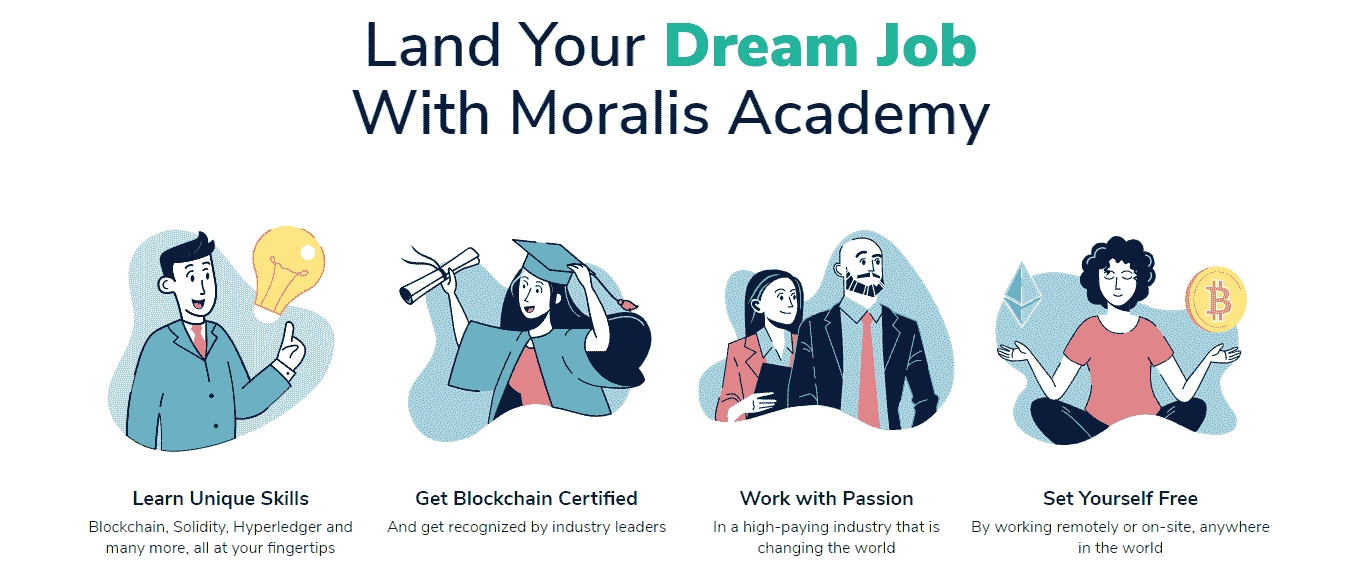 Land Your Dream Job
With Moralis Academy
Learn Unique Skills
Blockchain, Solidity, Hyperledger and
many more, all at your fingertips
Get Blockchain Certified
And get recognized by industry leaders
Work with Passion
In a high-paying industry that is
changing the world
Set Yourself Free
By working remotely or on-site, anywhere
in the world